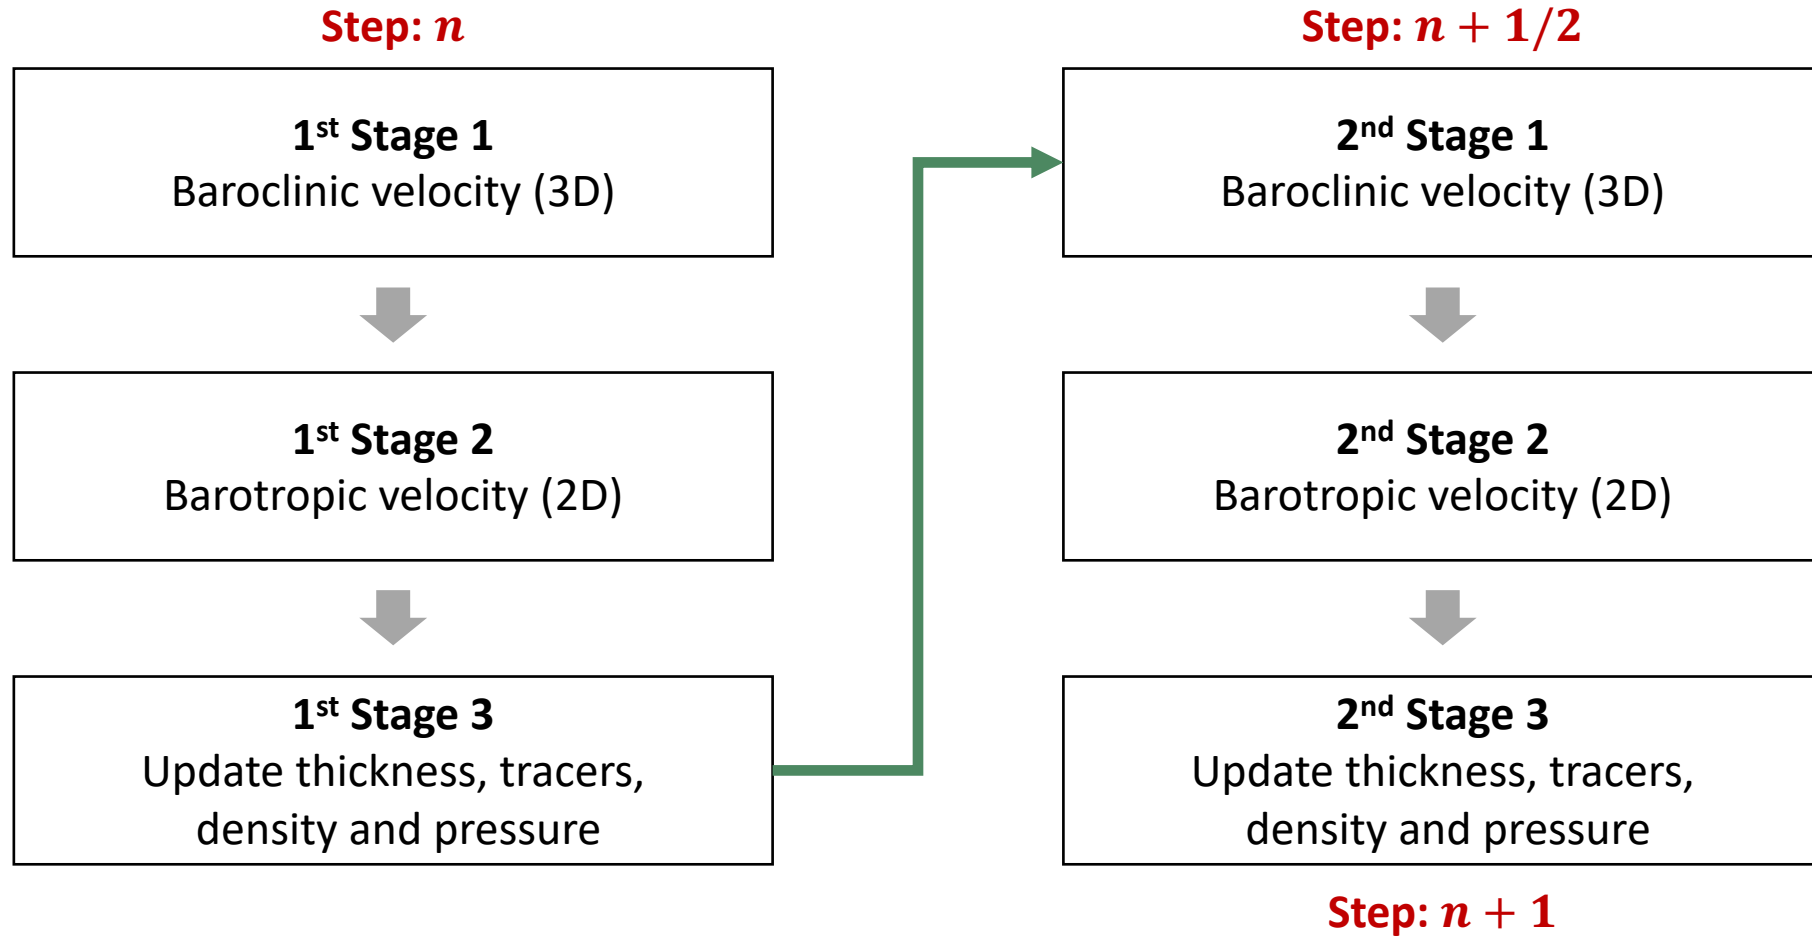 Step: n
1st Stage 1
Baroclinic velocity (3D)
1st Stage 2
Barotropic velocity (2D)
1st Stage 3
Update thickness, tracers,
density and pressure
Step: n + 1/2
2nd Stage 1
Baroclinic velocity (3D)
2nd Stage 2
Barotropic velocity (2D)
2nd Stage 3
Update thickness, tracers,
density and pressure
Step: n + 1